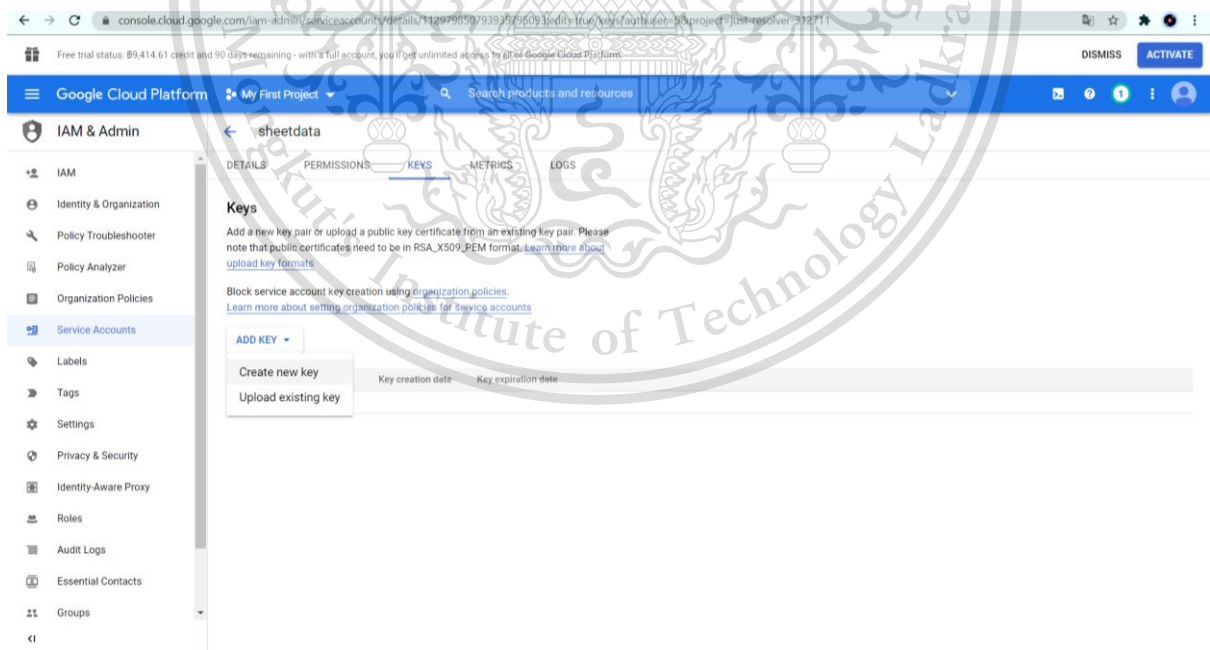 console.cloud.google.com/iam-admin/serviceaccounts/details/112979850793935795093;edit=true/keys?authuser=5&project=just-resolver-312711
Free trial status: ฿9,414.61 credit and 90 days remaining - with a full account, you'll get unlimited access to all of Google Cloud Platform.
DISMISS
ACTIVATE
Google Cloud Platform
My First Project
Search products and resources
1
IAM & Admin
sheetdata
DETAILS PERMISSIONS KEYS METRICS LOGS
IAM
Identity & Organization
Policy Troubleshooter
Policy Analyzer
Organization Policies
Service Accounts
Labels
Tags
Settings
Privacy & Security
Identity-Aware Proxy
Roles
Audit Logs
Essential Contacts
Groups
Keys
Add a new key pair or upload a public key certificate from an existing key pair. Please
note that public certificates need to be in RSA_X509_PEM format. Learn more about
upload key formats
Block service account key creation using organization policies.
Learn more about setting organization policies for service accounts
ADD KEY
Create new key
Upload existing key
Key creation date Key expiration date
Institute of Technology